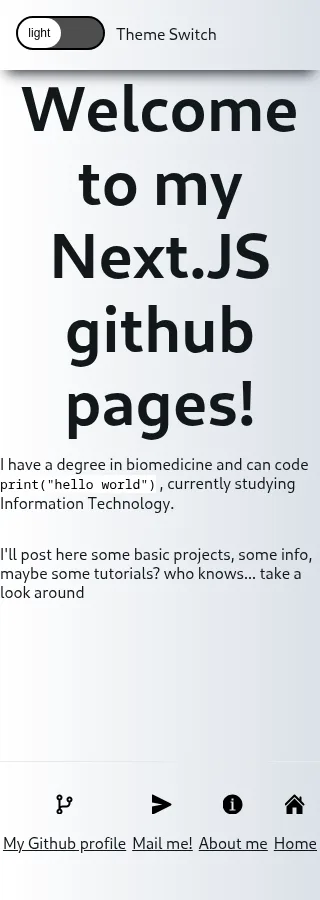 light Theme Switch
Welcome
to my
Next.JS
github
pages!
I have a degree in biomedicine and can code
print("hello world") , currently studying
Information Technology.
I'll post here some basic projects, some info,
maybe some tutorials? who knows... take a
look around
My Github profile Mail me! About me Home